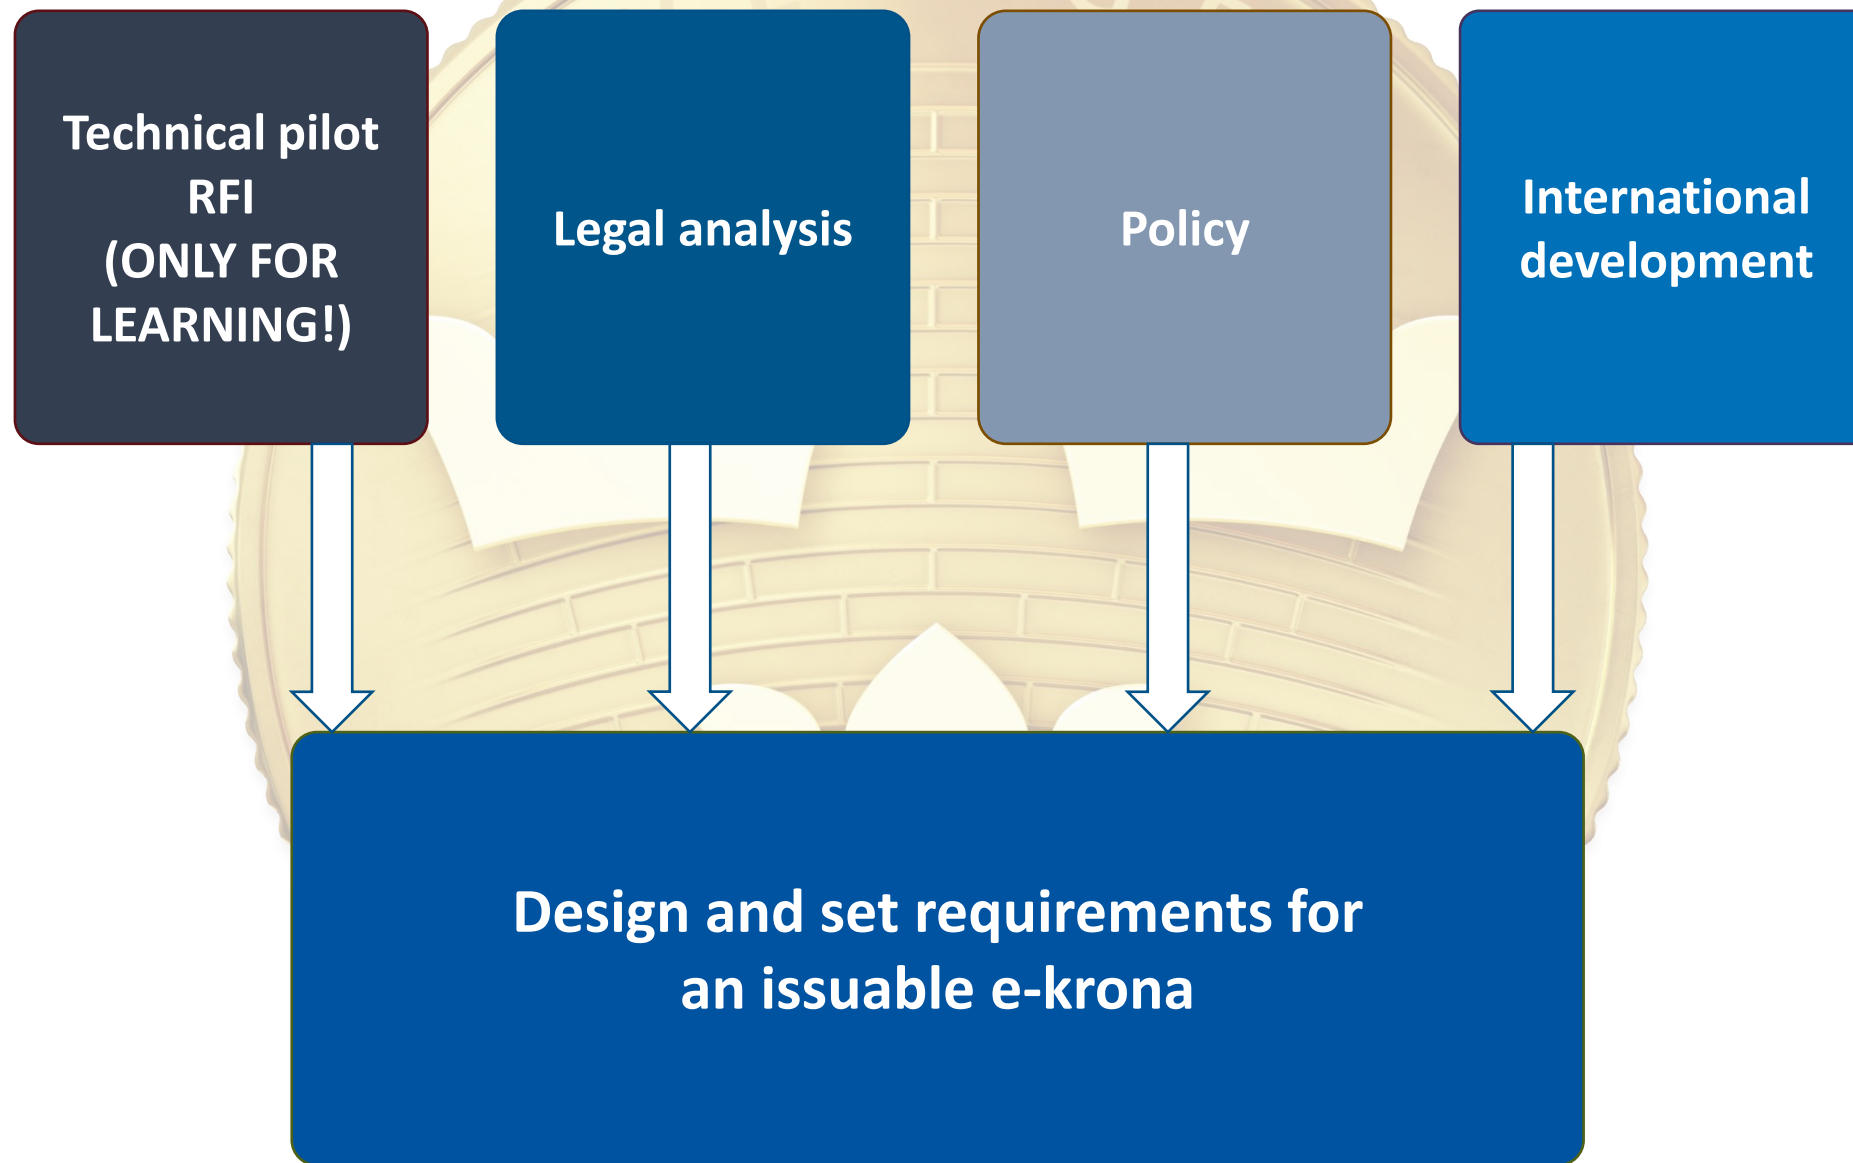 Technical pilot
RFI
(ONLY FOR
LEARNING!)
Legal analysis
Policy
International
development
Design and set requirements for
an issuable e-krona